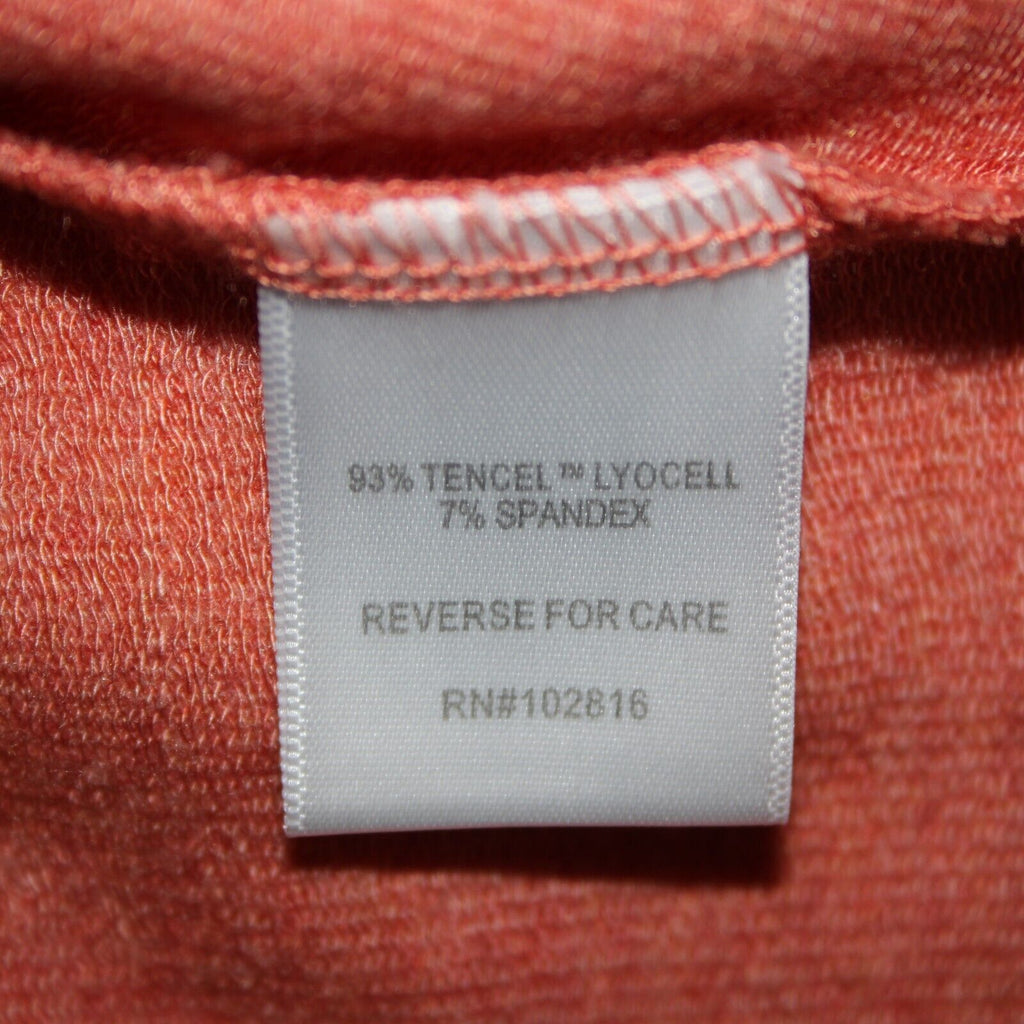 93% TENCEL™ LYOCELL
7% SPANDEX
REVERSE FOR CARE
RN#102816